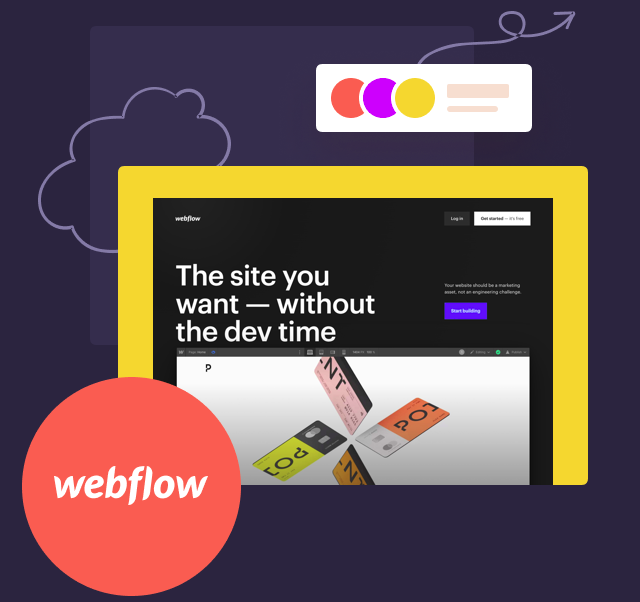 webflow
Log in
Get started — it's free
The site you
want — without
the dev time
Your website should be a marketing
asset, not an engineering challenge.
Start building
webflow